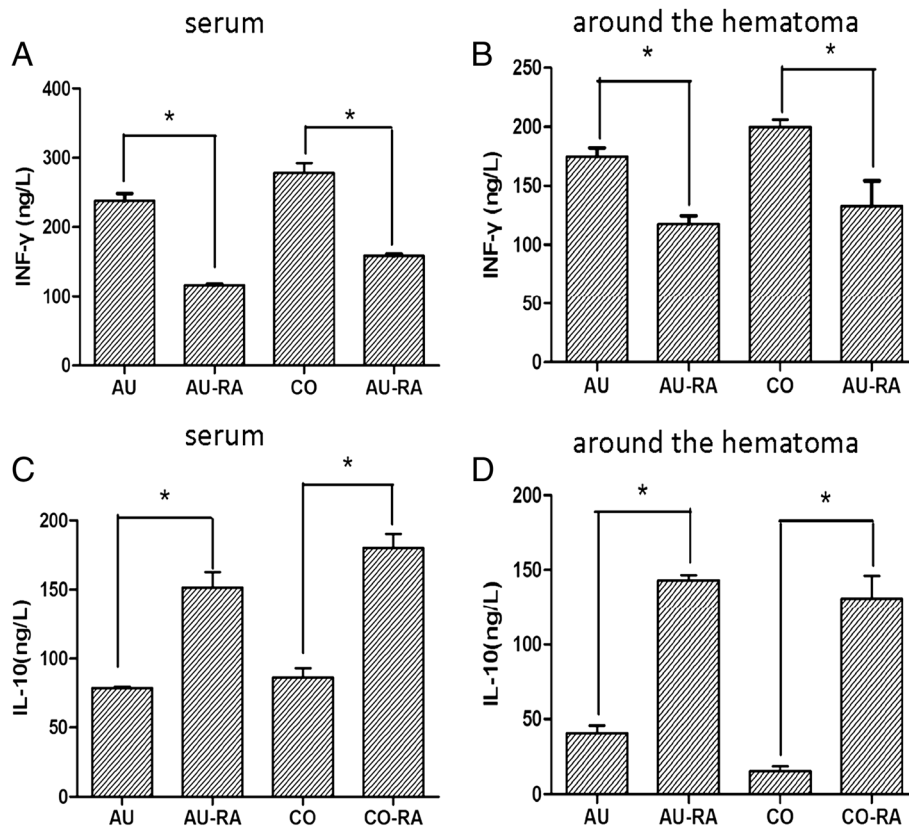 serum
A
INF-γ (ng/L)
400
300
200
100
0
*
*
AU AU-RA CO AU-RA
around the hematoma
B
INF-γ (ng/L)
250
200
150
100
50
0
*
*
AU AU-RA CO AU-RA
serum
C
IL-10(ng/L)
200
150
100
50
0
*
*
AU AU-RA CO CO-RA
around the hematoma
D
IL-10(ng/L)
200
150
100
50
0
*
*
AU AU-RA CO CO-RA